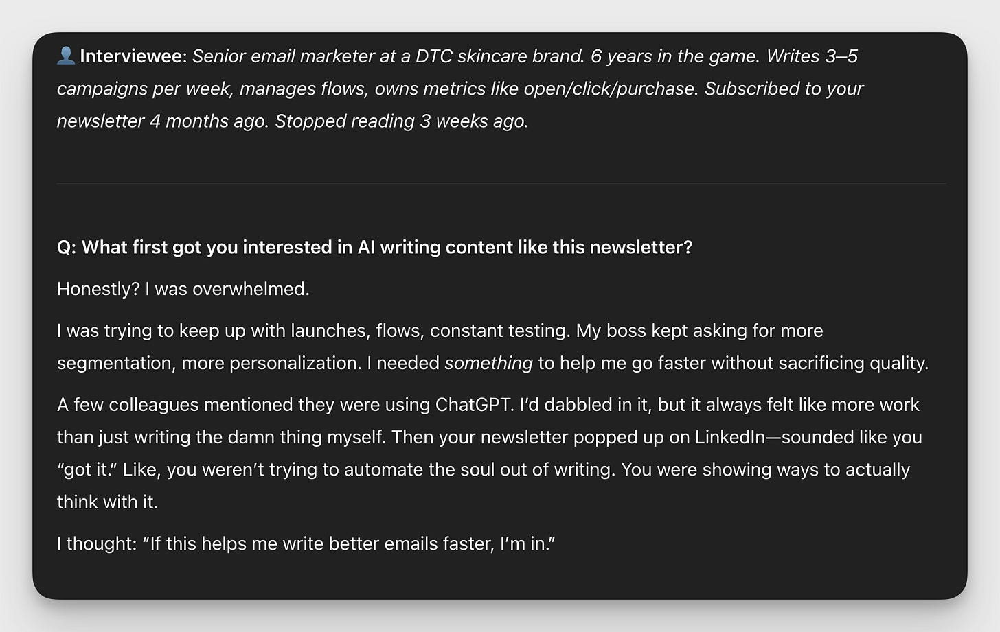 Interviewee: Senior email marketer at a DTC skincare brand. 6 years in the game. Writes 3–5
campaigns per week, manages flows, owns metrics like open/click/purchase. Subscribed to your
newsletter 4 months ago. Stopped reading 3 weeks ago.
Q: What first got you interested in AI writing content like this newsletter?
Honestly? I was overwhelmed.
I was trying to keep up with launches, flows, constant testing. My boss kept asking for more
segmentation, more personalization. I needed something to help me go faster without sacrificing quality.
A few colleagues mentioned they were using ChatGPT. I’d dabbled in it, but it always felt like more work
than just writing the damn thing myself. Then your newsletter popped up on LinkedIn—sounded like you
“got it.” Like, you weren’t trying to automate the soul out of writing. You were showing ways to actually
think with it.
I thought: “If this helps me write better emails faster, I’m in.”